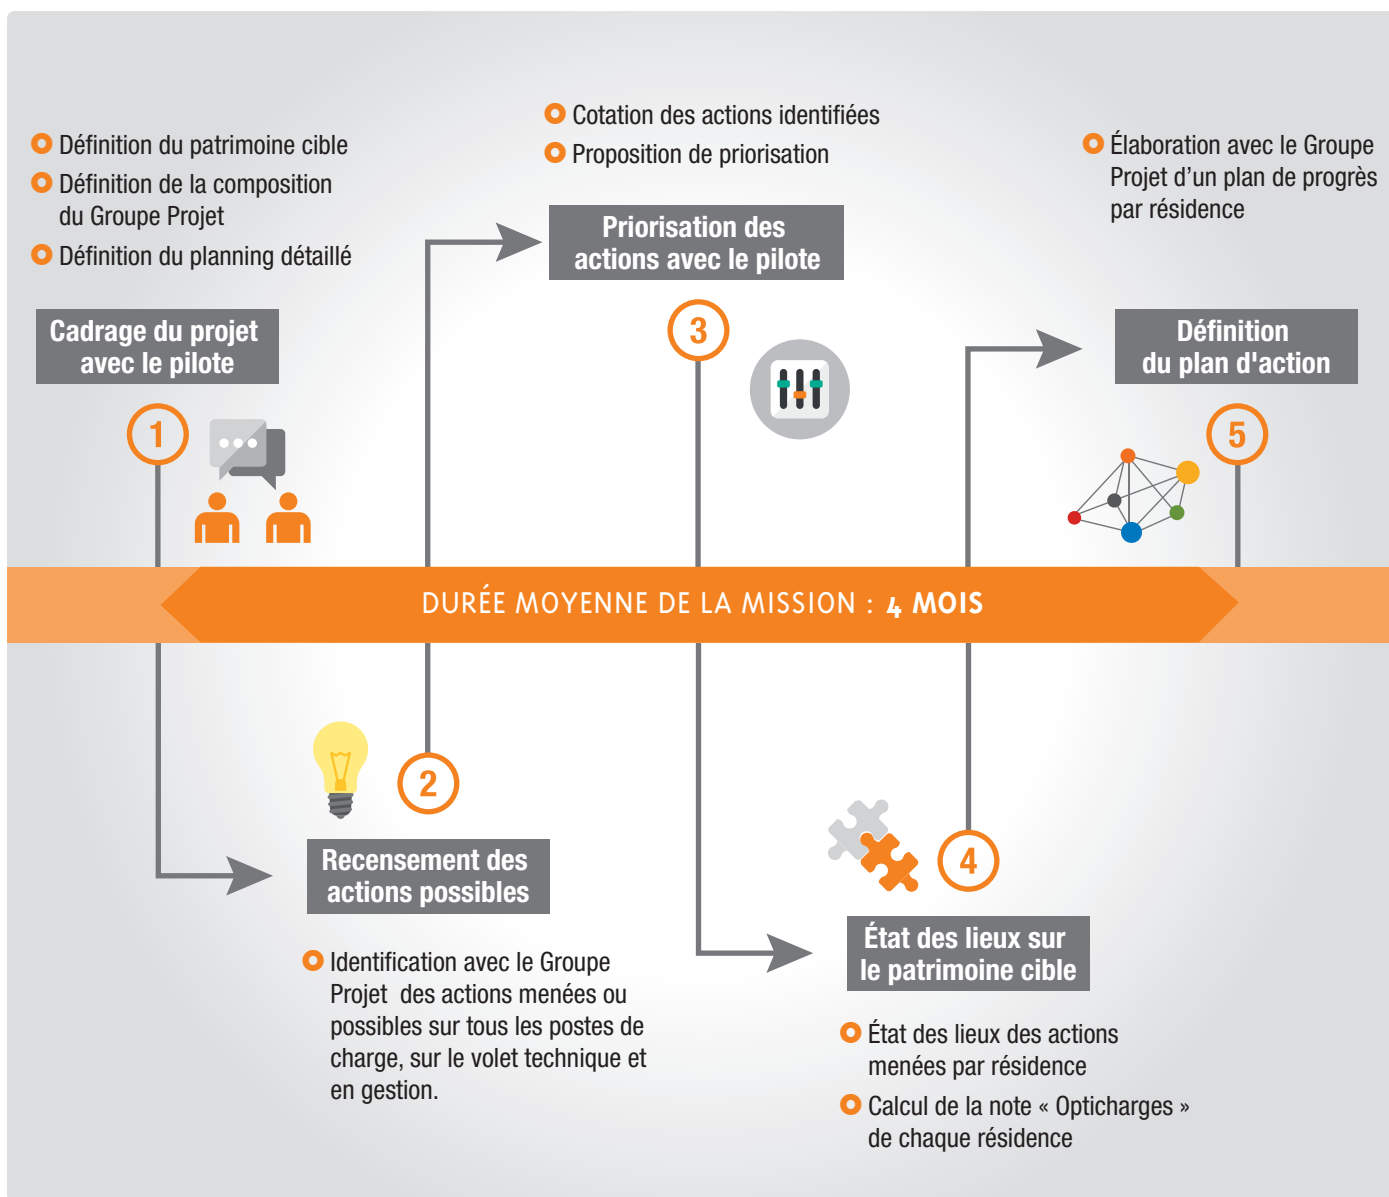 Définition du patrimoine cible
Définition de la composition
du Groupe Projet
Définition du planning détaillé
Cadrage du projet
avec le pilote
1
Recensement des
actions possibles
2
Identification avec le Groupe
Projet des actions menées ou
possibles sur tous les postes de
charge, sur le volet technique et
en gestion.
Cotation des actions identifiées
Proposition de priorisation
Priorisation des
actions avec le pilote
3
État des lieux sur
le patrimoine cible
4
État des lieux des actions
menées par résidence
Calcul de la note « Opticharges »
de chaque résidence
Élaboration avec le Groupe
Projet d’un plan de progrès
par résidence
Définition
du plan d'action
5
DURÉE MOYENNE DE LA MISSION : 4 MOIS